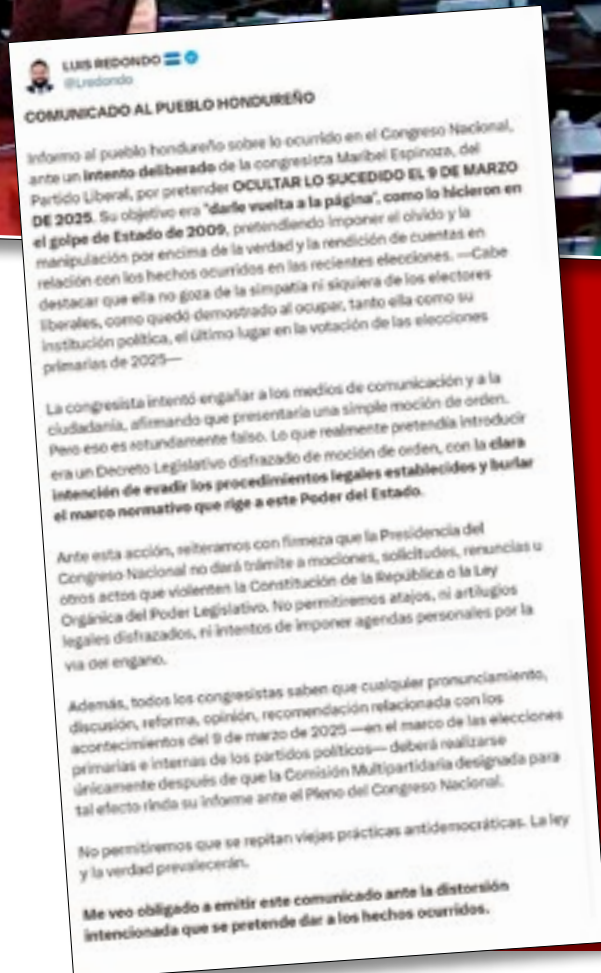 LUIS REDONDO
@Lredondo
COMUNICADO AL PUEBLO HONDUREÑO
Informo al pueblo hondureño sobre lo ocurrido en el Congreso Nacional,
ante un intento deliberado de la congresista Maribel Espinoza, del
Partido Liberal, por pretender OCULTAR LO SUCEDIDO EL 9 DE MARZO
DE 2025. Su objetivo era "darle vuelta a la página", como lo hicieron en
el golpe de Estado de 2009, pretendiendo imponer el olvido y la
manipulación por encima de la verdad y la rendición de cuentas en
relación con los hechos ocurridos en las recientes elecciones. —Cabe
destacar que ella no goza de la simpatía ni siquiera de los electores
liberales, como quedó demostrado al ocupar, tanto ella como su
institución política, el último lugar en la votación de las elecciones
primarias de 2025—
La congresista intentó engañar a los medios de comunicación y a la
ciudadanía, afirmando que presentaría una simple moción de orden.
Pero eso es rotundamente falso. Lo que realmente pretendía introducir
era un Decreto Legislativo disfrazado de moción de orden, con la clara
intención de evadir los procedimientos legales establecidos y burlar
el marco normativo que rige a este Poder del Estado.
Ante esta acción, reiteramos con firmeza que la Presidencia del
Congreso Nacional no dará trámite a mociones, solicitudes, renuncias u
otros actos que violenten la Constitución de la República o la Ley
Orgánica del Poder Legislativo. No permitiremos atajos, ni artilugios
legales disfrazados, ni intentos de imponer agendas personales por la
vía del engaño.
Además, todos los congresistas saben que cualquier pronunciamiento,
discusión, reforma, opinión, recomendación relacionada con los
acontecimientos del 9 de marzo de 2025 —en el marco de las elecciones
primarias e internas de los partidos políticos— deberá realizarse
únicamente después de que la Comisión Multipartidaria designada para
tal efecto rinda su informe ante el Pleno del Congreso Nacional.
No permitiremos que se repitan viejas prácticas antidemocráticas. La ley
y la verdad prevalecerán.
Me veo obligado a emitir este comunicado ante la distorsión
intencionada que se pretende dar a los hechos ocurridos.